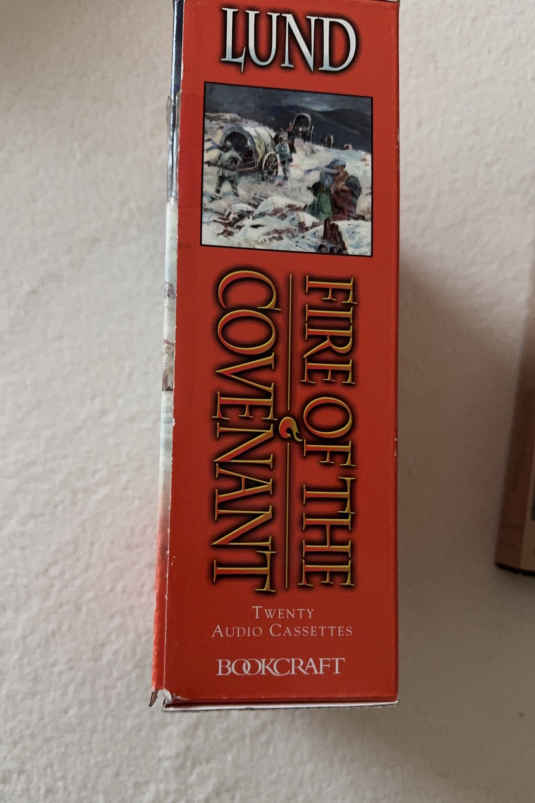 LUND
FIRE OF THE
COVENANT
TWENTY
AUDIO CASSETTES
BOOKCRAFT